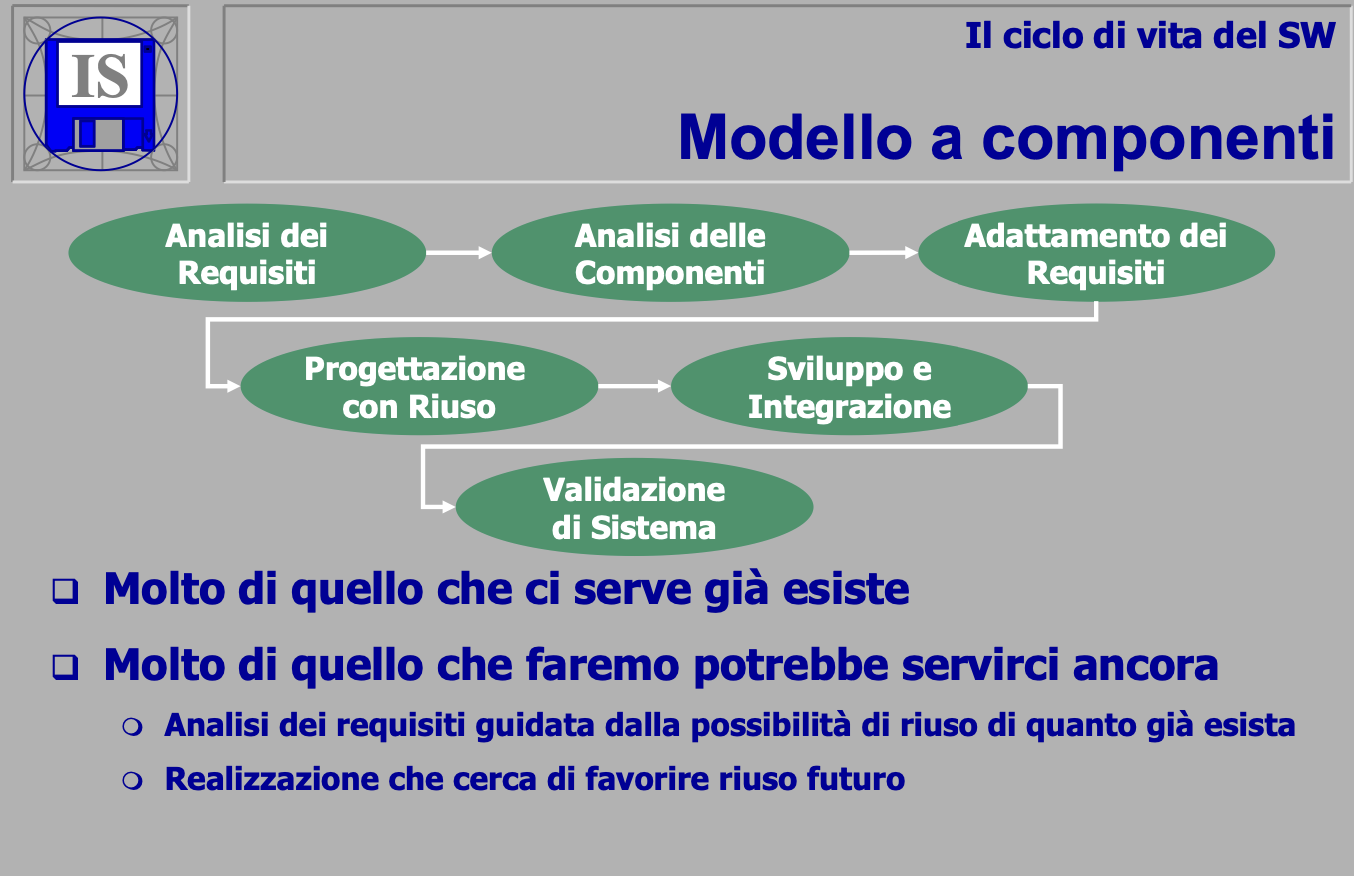 IS
Il ciclo di vita del SW
Modello a componenti
Analisi dei
Requisiti
Analisi delle
Componenti
Adattamento dei
Requisiti
Progettazione
con Riuso
Sviluppo e
Integrazione
Validazione
di Sistema
Molto di quello che ci serve già esiste
Molto di quello che faremo potrebbe servirci ancora
Analisi dei requisiti guidata dalla possibilità di riuso di quanto già esista
Realizzazione che cerca di favorire riuso futuro